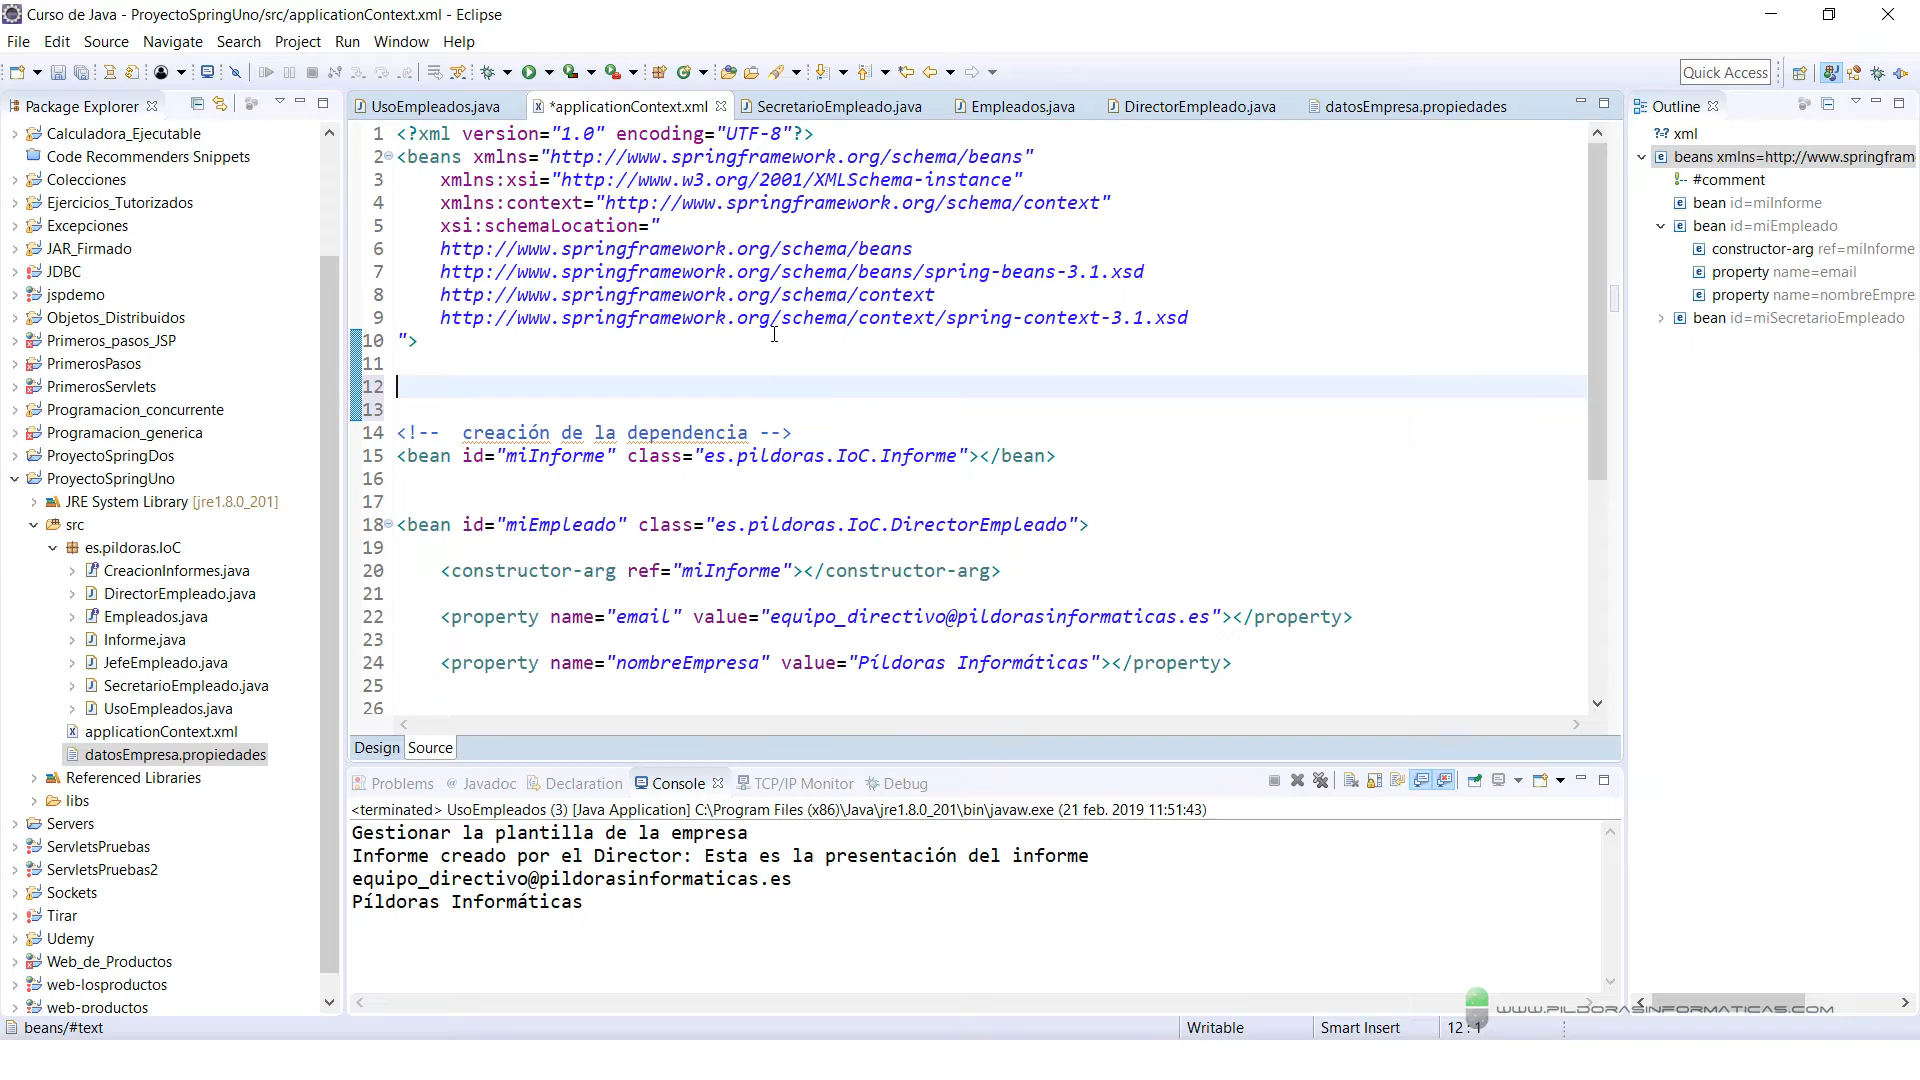 Curso de Java - ProyectoSpringUno/src/applicationContext.xml - Eclipse
File Edit Source Navigate Search Project Run Window Help
Quick Access
Package Explorer
Calculadora_Ejecutable
Code Recommenders Snippets
Colecciones
Ejercicios_Tutorizados
Excepciones
JAR_Firmado
JDBC
jspdemo
Objetos_Distribuidos
Primeros_pasos_JSP
PrimerosPasos
PrimerosServlets
Programacion_concurrente
Programacion_generica
ProyectoSpringDos
ProyectoSpringUno
JRE System Library [jre1.8.0_201]
src
es.pildoras.IoC
CreacionInformes.java
DirectorEmpleado.java
Empleados.java
Informe.java
JefeEmpleado.java
SecretarioEmpleado.java
UsoEmpleados.java
applicationContext.xml
datosEmpresa.propiedades
Referenced Libraries
libs
Servers
ServletsPruebas
ServletsPruebas2
Sockets
Tirar
Udemy
Web_de_Productos
web-losproductos
web-productos
UsoEmpleados.java *applicationContext.xml SecretarioEmpleado.java Empleados.java DirectorEmpleado.java datosEmpresa.propiedades
1 <?xml version="1.0" encoding="UTF-8"?>
2 <beans xmlns="http://www.springframework.org/schema/beans"
3 xmlns:xsi="http://www.w3.org/2001/XMLSchema-instance"
4 xmlns:context="http://www.springframework.org/schema/context"
5 xsi:schemaLocation="
6 http://www.springframework.org/schema/beans
7 http://www.springframework.org/schema/beans/spring-beans-3.1.xsd
8 http://www.springframework.org/schema/context
9 http://www.springframework.org/schema/context/spring-context-3.1.xsd
10 ">
11
12
13
14 <!--  creación de la dependencia -->
15 <bean id="miInforme" class="es.pildoras.IoC.Informe"></bean>
16
17
18 <bean id="miEmpleado" class="es.pildoras.IoC.DirectorEmpleado">
19
20 <constructor-arg ref="miInforme"></constructor-arg>
21
22 <property name="email" value="equipo_directivo@pildorasinformaticas.es"></property>
23
24 <property name="nombreEmpresa" value="Píldoras Informáticas"></property>
25
26
Design Source
Problems Javadoc Declaration Console TCP/IP Monitor Debug
<terminated> UsoEmpleados (3) [Java Application] C:\Program Files (x86)\Java\jre1.8.0_201\bin\javaw.exe (21 feb. 2019 11:51:43)
Gestionar la plantilla de la empresa
Informe creado por el Director: Esta es la presentación del informe
equipo_directivo@pildorasinformaticas.es
Píldoras Informáticas
Outline
xml
beans xmlns=http://www.springfram
#comment
bean id=miInforme
bean id=miEmpleado
constructor-arg ref=miInforme
property name=email
property name=nombreEmpre
bean id=miSecretarioEmpleado
WWW.PILDORASINFORMATICAS.COM
beans/#text Writable Smart Insert 12 : 1